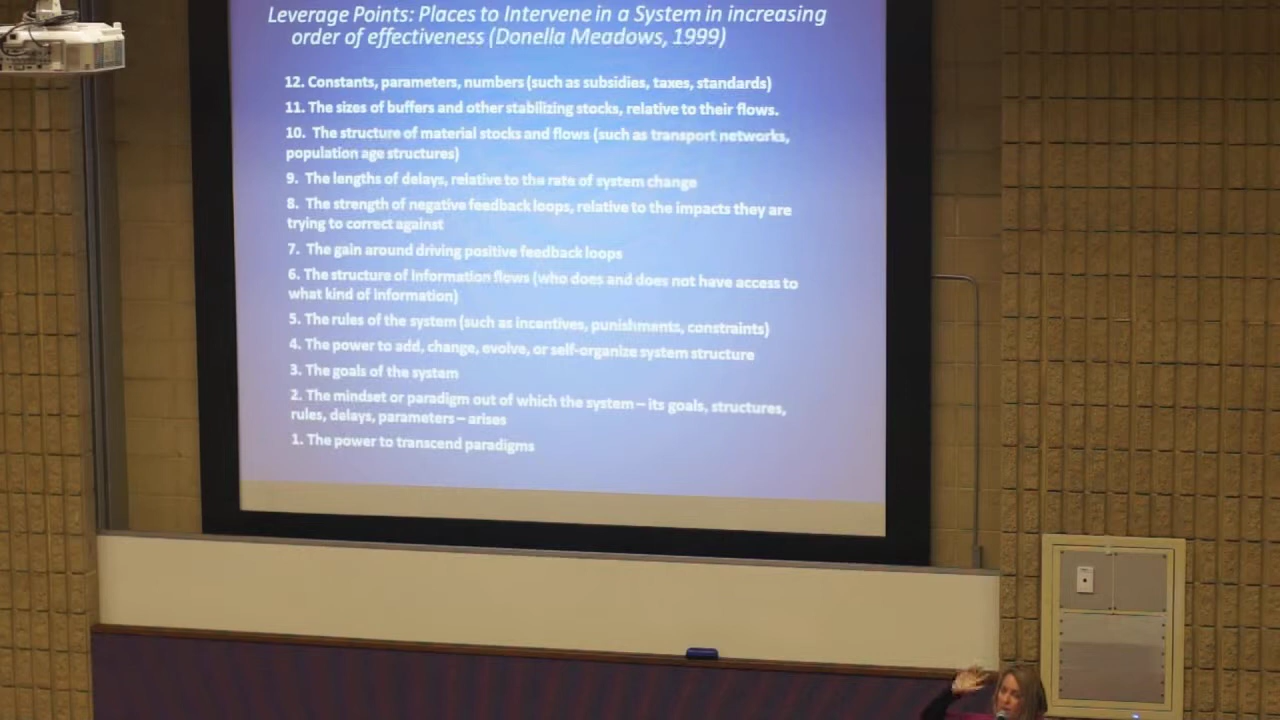 Leverage Points: Places to Intervene in a System in increasing
order of effectiveness (Donella Meadows, 1999)
12. Constants, parameters, numbers (such as subsidies, taxes, standards)
11. The sizes of buffers and other stabilizing stocks, relative to their flows.
10. The structure of material stocks and flows (such as transport networks,
population age structures)
9. The lengths of delays, relative to the rate of system change
8. The strength of negative feedback loops, relative to the impacts they are
trying to correct against
7. The gain around driving positive feedback loops
6. The structure of information flows (who does and does not have access to
what kind of information)
5. The rules of the system (such as incentives, punishments, constraints)
4. The power to add, change, evolve, or self-organize system structure
3. The goals of the system
2. The mindset or paradigm out of which the system – its goals, structures,
rules, delays, parameters – arises
1. The power to transcend paradigms